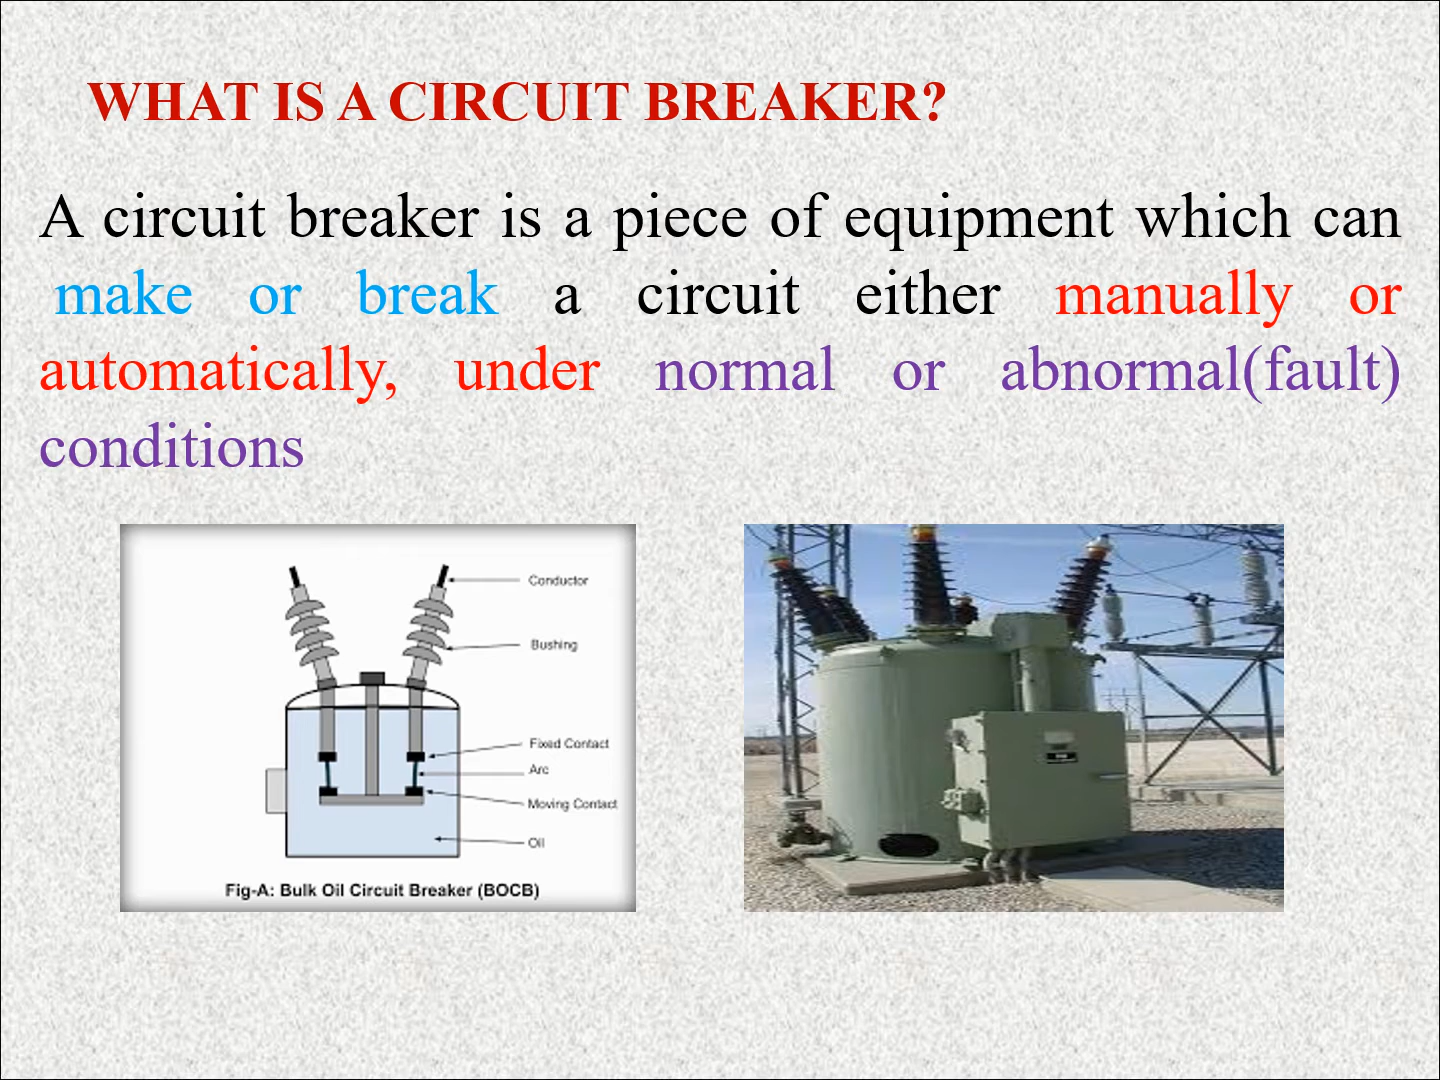 WHAT IS A CIRCUIT BREAKER?
A circuit breaker is a piece of equipment which can
make or break a circuit either manually or
automatically, under normal or abnormal(fault)
conditions
Conductor
Bushing
Fixed Contact
Arc
Moving Contact
Oil
Fig-A: Bulk Oil Circuit Breaker (BOCB)